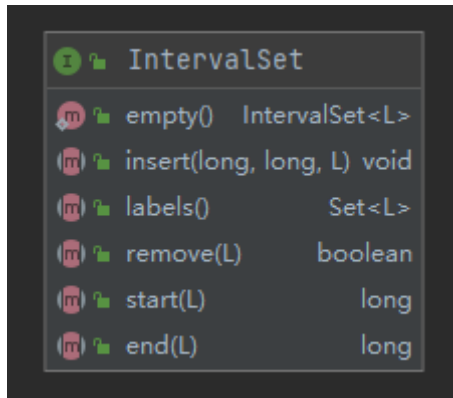 I IntervalSet
m empty() IntervalSet<L>
m insert(long, long, L) void
m labels() Set<L>
m remove(L) boolean
m start(L) long
m end(L) long